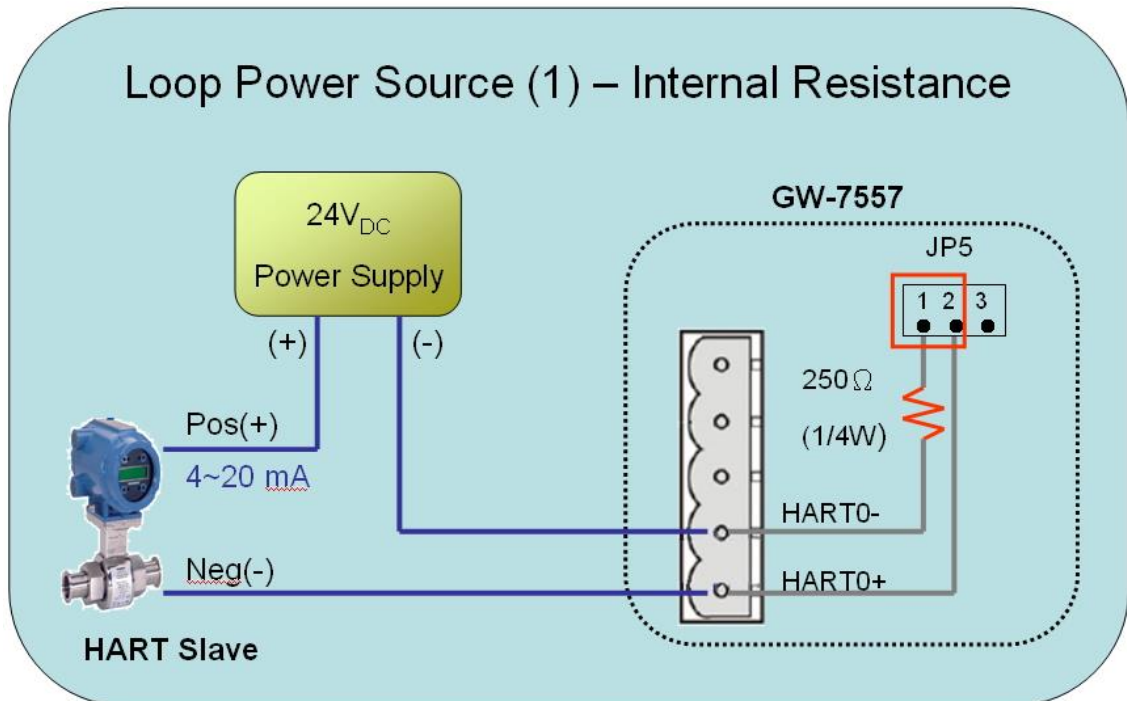 Loop Power Source (1) – Internal Resistance
24V_DC
Power Supply
(+)
(-)
GW-7557
JP5
1 2 3
250Ω
(1/4W)
Pos(+)
4~20 mA
HART0-
Neg(-)
HART0+
HART Slave